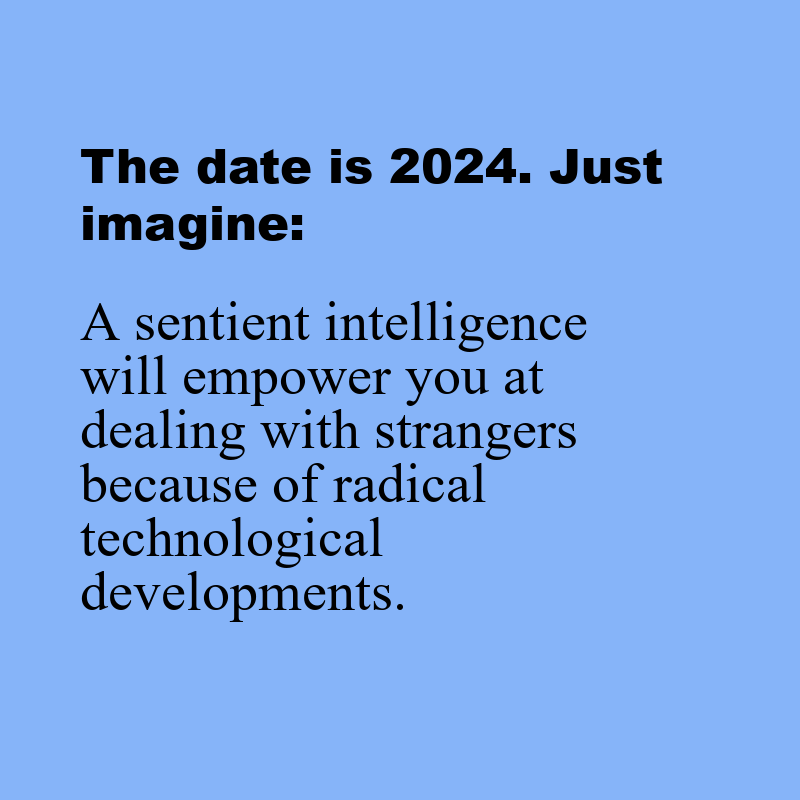 The date is 2024. Just
imagine:
A sentient intelligence
will empower you at
dealing with strangers
because of radical
technological
developments.